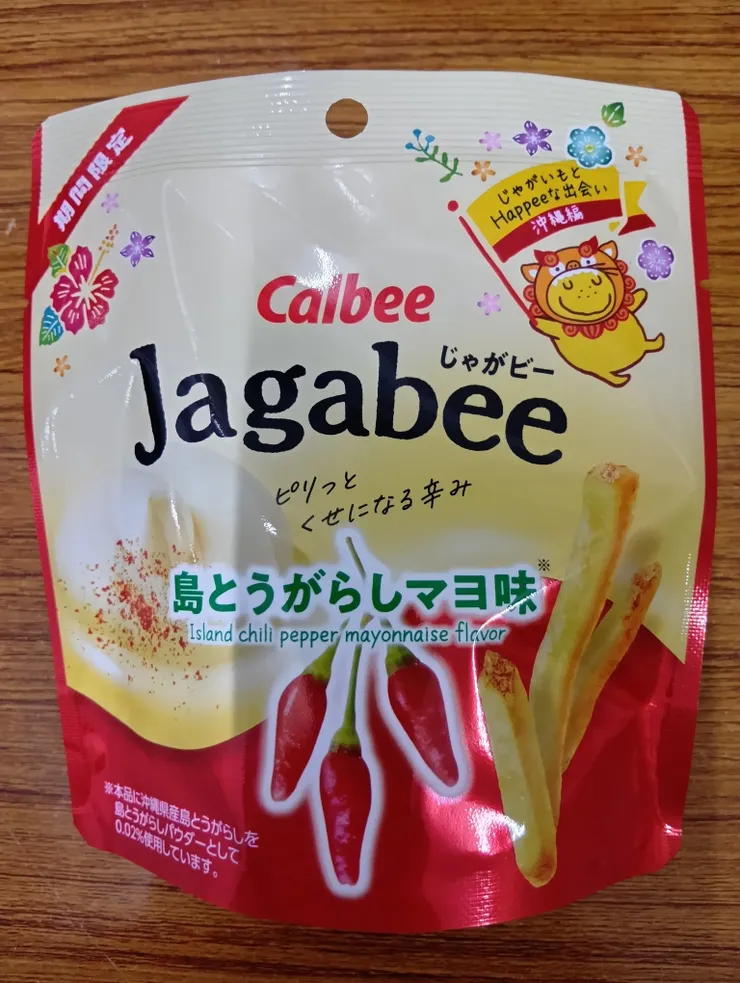 期間限定
じゃがいもと
Happeeな出会い
沖縄編
Calbee
じゃがビー
Jagabee
ピリっと
くせになる辛み
島とうがらしマヨ味※
Island chili pepper mayonnaise flavor
※本品に沖縄県産島とうがらしを
島とうがらしパウダーとして
0.02%使用しています。